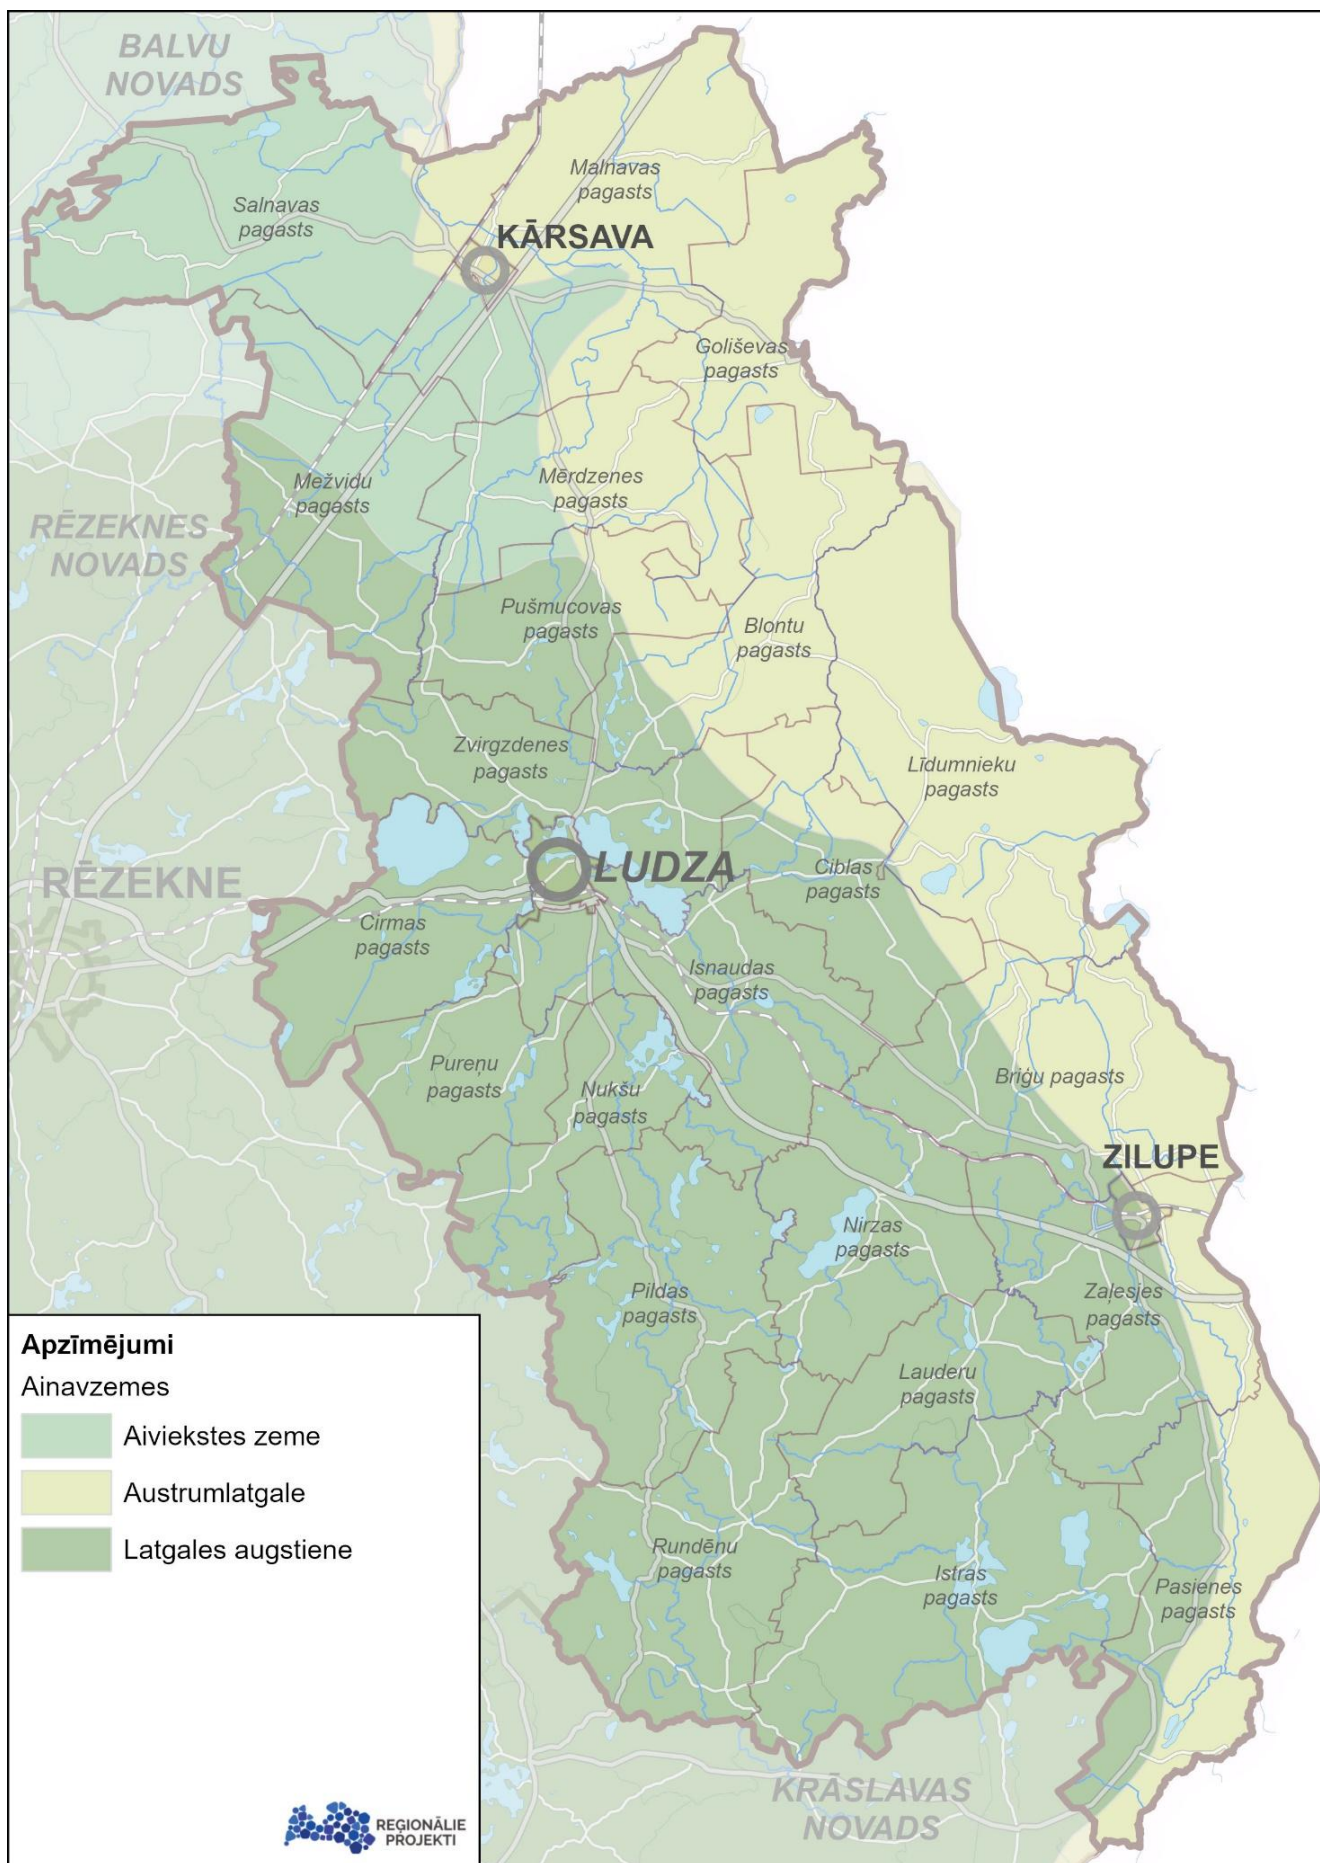 BALVU
NOVADS
Malnavas
pagasts
Salnavas
pagasts
KĀRSAVA
Goliševas
pagasts
Mežvidu
pagasts
Mērdzenes
pagasts
RĒZEKNES
NOVADS
Pušmucovas
pagasts
Blontu
pagasts
Zvirgzdenes
pagasts
Līdumnieku
pagasts
RĒZEKNE
LUDZA
Ciblas
pagasts
Cirmas
pagasts
Isnaudas
pagasts
Pureņu
pagasts
Nukšu
pagasts
Briģu pagasts
ZILUPE
Nirzas
pagasts
Pildas
pagasts
Zaļesjes
pagasts
Lauderu
pagasts
Rundēnu
pagasts
Istras
pagasts
Pasienes
pagasts
KRĀSLAVAS
NOVADS
Apzīmējumi
Ainavzemes
Aiviekstes zeme
Austrumlatgale
Latgales augstiene
REĢIONĀLIE
PROJEKTI